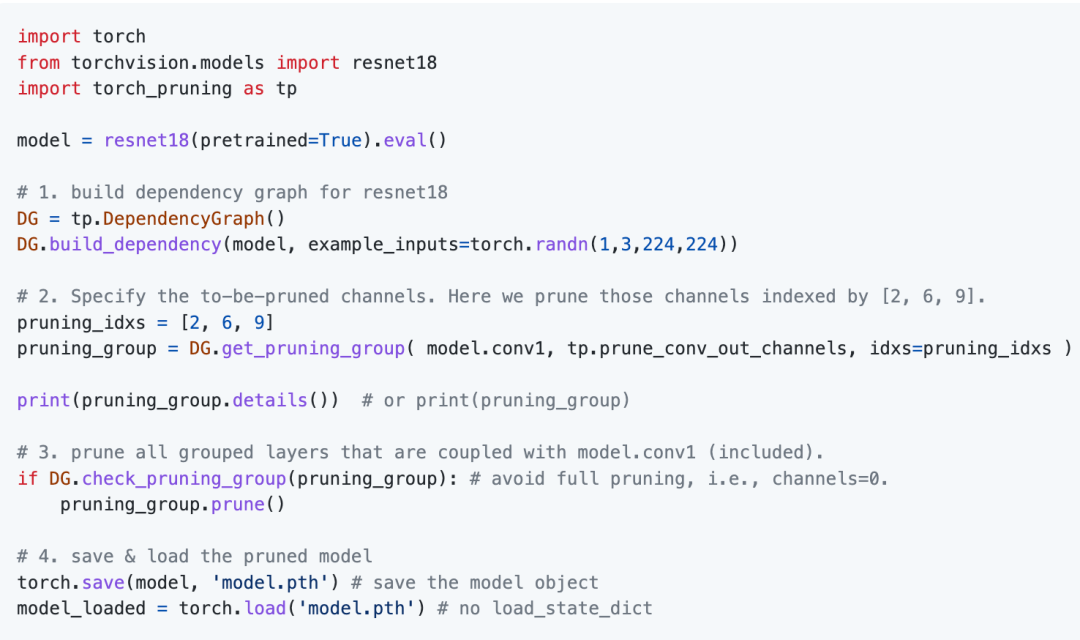 import torch
from torchvision.models import resnet18
import torch_pruning as tp

model = resnet18(pretrained=True).eval()

# 1. build dependency graph for resnet18
DG = tp.DependencyGraph()
DG.build_dependency(model, example_inputs=torch.randn(1,3,224,224))

# 2. Specify the to-be-pruned channels. Here we prune those channels indexed by [2, 6, 9].
pruning_idxs = [2, 6, 9]
pruning_group = DG.get_pruning_group( model.conv1, tp.prune_conv_out_channels, idxs=pruning_idxs )

print(pruning_group.details())  # or print(pruning_group)

# 3. prune all grouped layers that are coupled with model.conv1 (included).
if DG.check_pruning_group(pruning_group): # avoid full pruning, i.e., channels=0.
    pruning_group.prune()

# 4. save & load the pruned model
torch.save(model, 'model.pth') # save the model object
model_loaded = torch.load('model.pth') # no load_state_dict